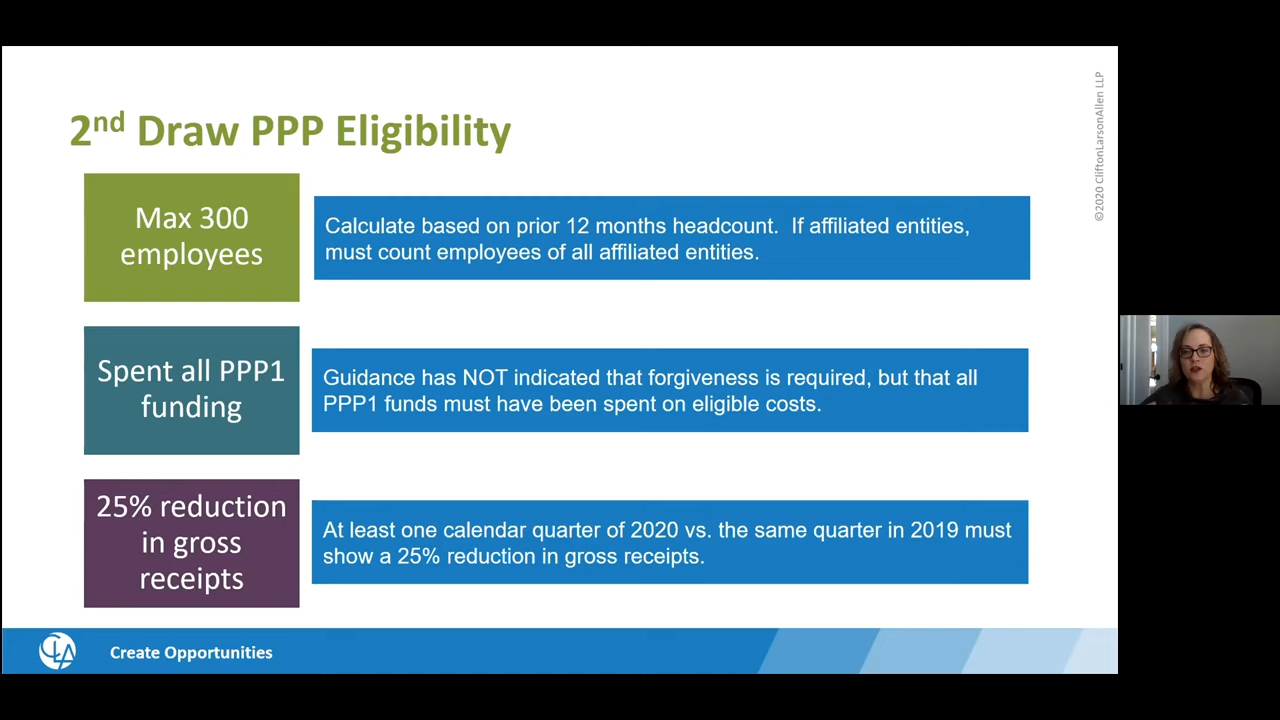 2nd Draw PPP Eligibility
Max 300
employees
Calculate based on prior 12 months headcount. If affiliated entities,
must count employees of all affiliated entities.
Spent all PPP1
funding
Guidance has NOT indicated that forgiveness is required, but that all
PPP1 funds must have been spent on eligible costs.
25% reduction
in gross
receipts
At least one calendar quarter of 2020 vs. the same quarter in 2019 must
show a 25% reduction in gross receipts.
CLA
Create Opportunities
©2020 CliftonLarsonAllen LLP